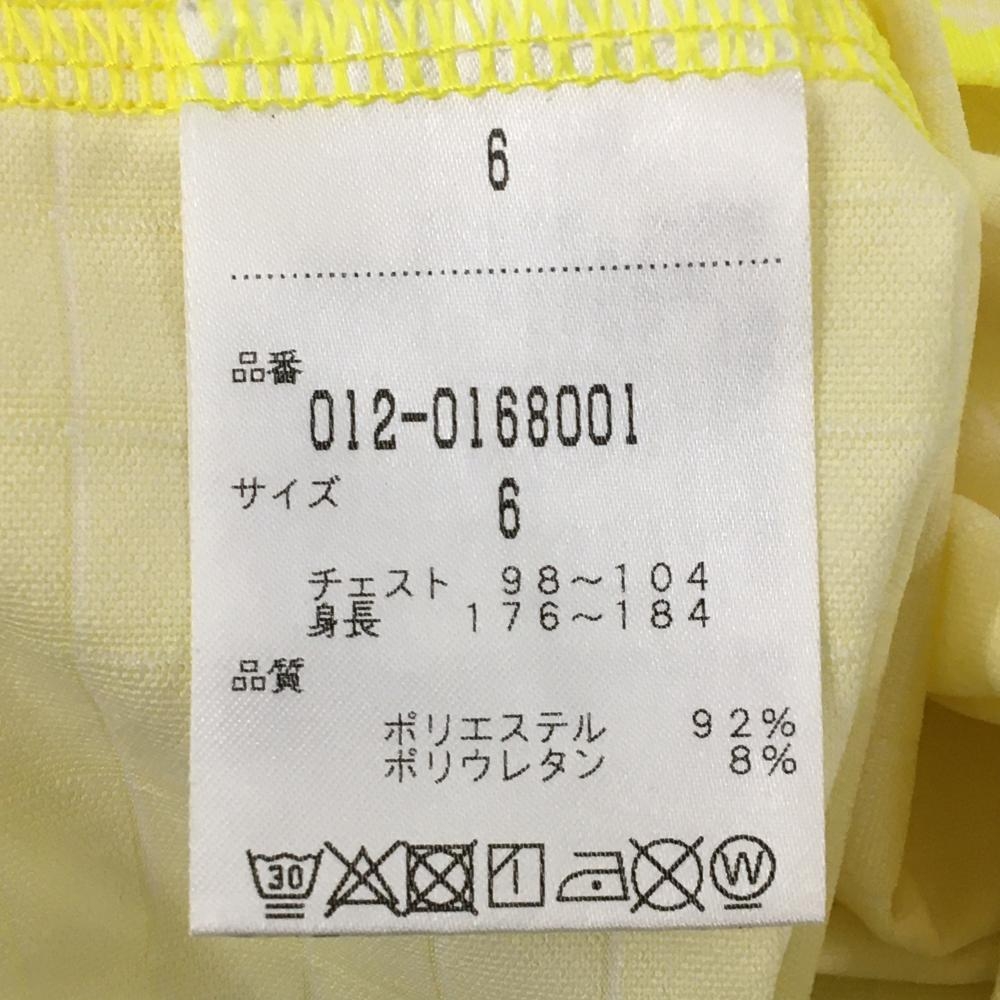 6
品番
012-0168001
サイズ 6
チェスト 98～104
身長 176～184
品質
ポリエステル 92%
ポリウレタン 8%
30 W